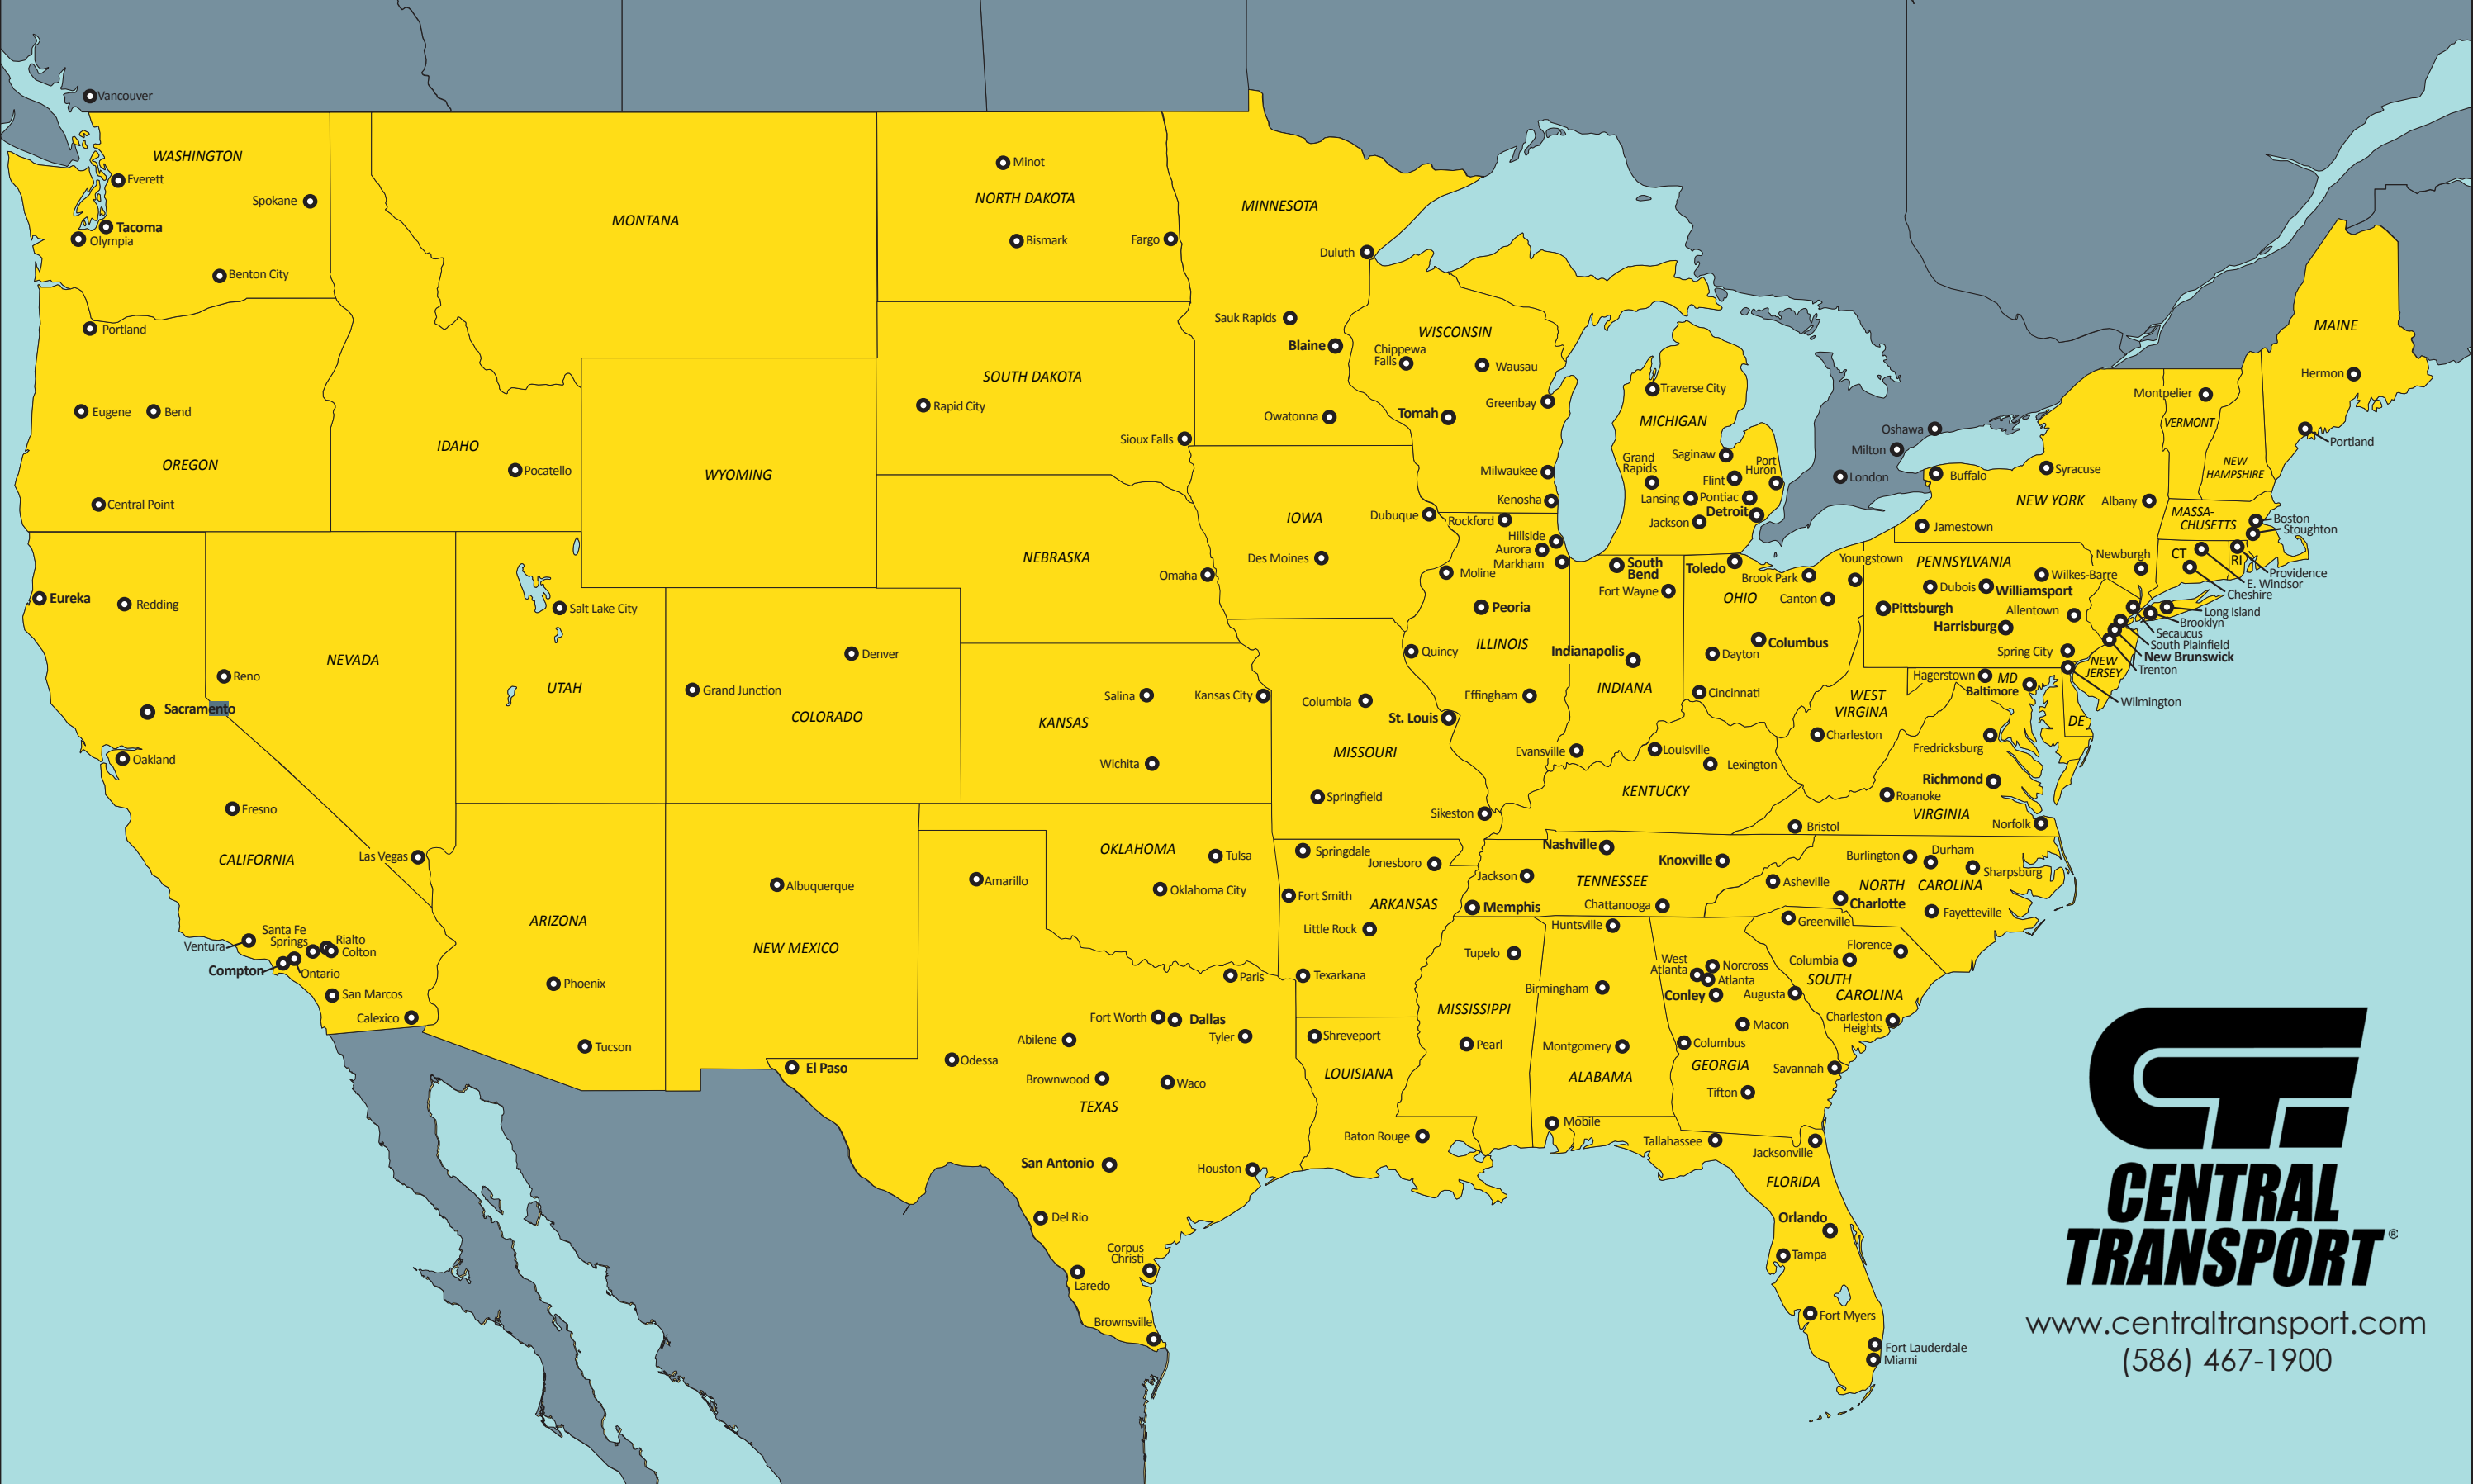 Vancouver
WASHINGTON
Everett
Spokane
Tacoma
Olympia
Benton City
Portland
Eugene
Bend
OREGON
Central Point
IDAHO
Pocatello
MONTANA
WYOMING
Minot
NORTH DAKOTA
Bismark
Fargo
SOUTH DAKOTA
Rapid City
Sioux Falls
NEBRASKA
Omaha
MINNESOTA
Duluth
Sauk Rapids
Blaine
Owatonna
WISCONSIN
Chippewa
Falls
Wausau
Greenbay
Tomah
Milwaukee
Kenosha
IOWA
Dubuque
Des Moines
MICHIGAN
Traverse City
Grand
Rapids
Saginaw
Port
Huron
Flint
Lansing
Pontiac
Detroit
Jackson
Oshawa
Milton
London
Eureka
Redding
Sacramento
Oakland
Fresno
CALIFORNIA
Ventura
Santa Fe
Springs
Rialto
Colton
Compton
Ontario
San Marcos
Calexico
NEVADA
Reno
Las Vegas
UTAH
Salt Lake City
COLORADO
Denver
Grand Junction
ARIZONA
Phoenix
Tucson
NEW MEXICO
Albuquerque
KANSAS
Salina
Kansas City
Wichita
OKLAHOMA
Tulsa
Oklahoma City
TEXAS
Amarillo
Paris
Fort Worth
Dallas
Tyler
Abilene
Odessa
El Paso
Brownwood
Waco
San Antonio
Houston
Del Rio
Corpus
Christi
Laredo
Brownsville
MISSOURI
Columbia
St. Louis
Springfield
Sikeston
ARKANSAS
Springdale
Jonesboro
Fort Smith
Little Rock
Texarkana
LOUISIANA
Shreveport
Baton Rouge
ILLINOIS
Rockford
Hillside
Aurora
Markham
Moline
Peoria
Quincy
Effingham
INDIANA
South
Bend
Fort Wayne
Indianapolis
Evansville
OHIO
Toledo
Brook Park
Youngstown
Canton
Columbus
Dayton
Cincinnati
KENTUCKY
Louisville
Lexington
TENNESSEE
Nashville
Knoxville
Jackson
Memphis
Chattanooga
MISSISSIPPI
Tupelo
Pearl
ALABAMA
Huntsville
Birmingham
Montgomery
Mobile
GEORGIA
West
Atlanta
Norcross
Atlanta
Conley
Augusta
Macon
Columbus
Savannah
Tifton
FLORIDA
Tallahassee
Jacksonville
Orlando
Tampa
Fort Myers
Fort Lauderdale
Miami
SOUTH
CAROLINA
Greenville
Florence
Columbia
Charleston
Heights
NORTH CAROLINA
Burlington
Durham
Sharpsburg
Asheville
Charlotte
Fayetteville
VIRGINIA
Fredricksburg
Richmond
Roanoke
Norfolk
Bristol
WEST
VIRGINA
Charleston
MD
Hagerstown
Baltimore
DE
PENNSYLVANIA
Dubois
Williamsport
Wilkes-Barre
Pittsburgh
Allentown
Harrisburg
Spring City
NEW YORK
Buffalo
Syracuse
Albany
Jamestown
Newburgh
VERMONT
Montpelier
NEW
HAMPSHIRE
MAINE
Hermon
Portland
MASSA-
CHUSETTS
Boston
Stoughton
CT
RI
Providence
E. Windsor
Cheshire
Long Island
Brooklyn
Secaucus
South Plainfield
New Brunswick
Trenton
NEW
JERSEY
Wilmington
CENTRAL
TRANSPORT®
www.centraltransport.com
(586) 467-1900